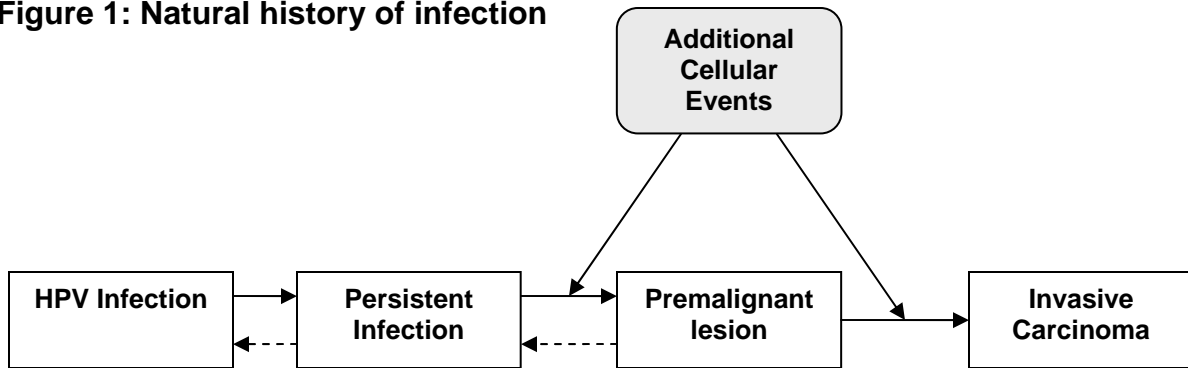 Figure 1: Natural history of infection
Additional
Cellular
Events
HPV Infection
Persistent
Infection
Premalignant
lesion
Invasive
Carcinoma